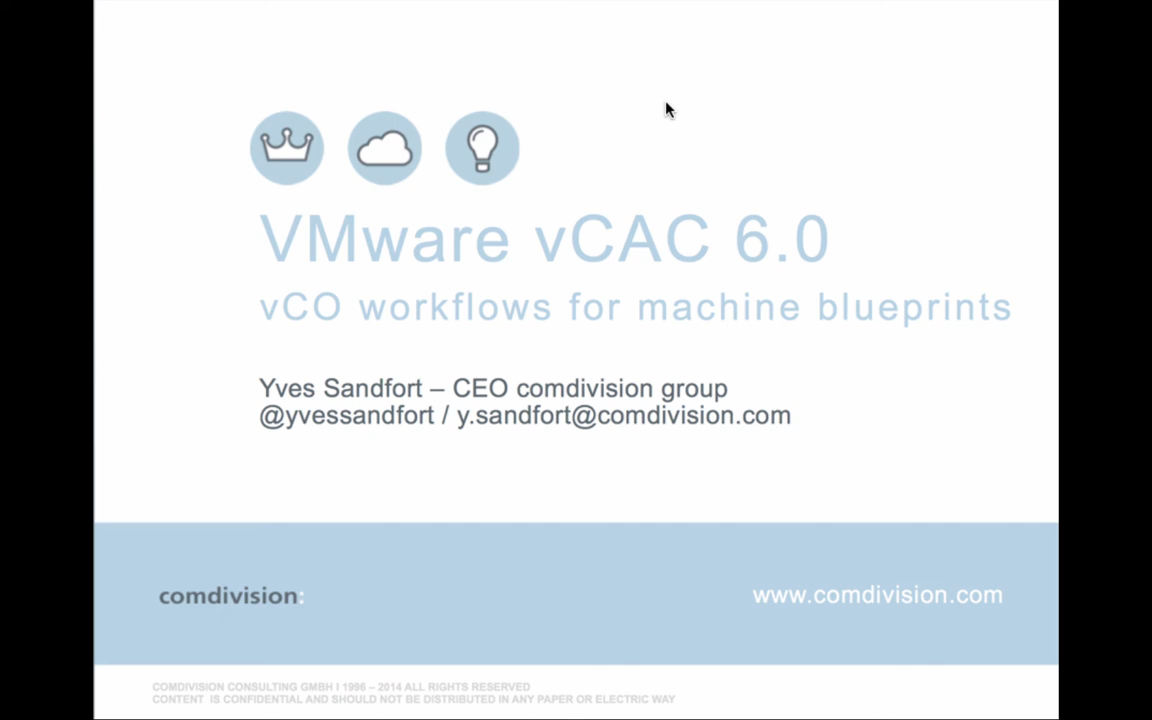 VMware vCAC 6.0
vCO workflows for machine blueprints
Yves Sandfort – CEO comdivision group
@yvessandfort / y.sandfort@comdivision.com
comdivision:
www.comdivision.com
COMDIVISION CONSULTING GMBH I 1996 – 2014 ALL RIGHTS RESERVED
CONTENT IS CONFIDENTIAL AND SHOULD NOT BE DISTRIBUTED IN ANY PAPER OR ELECTRIC WAY